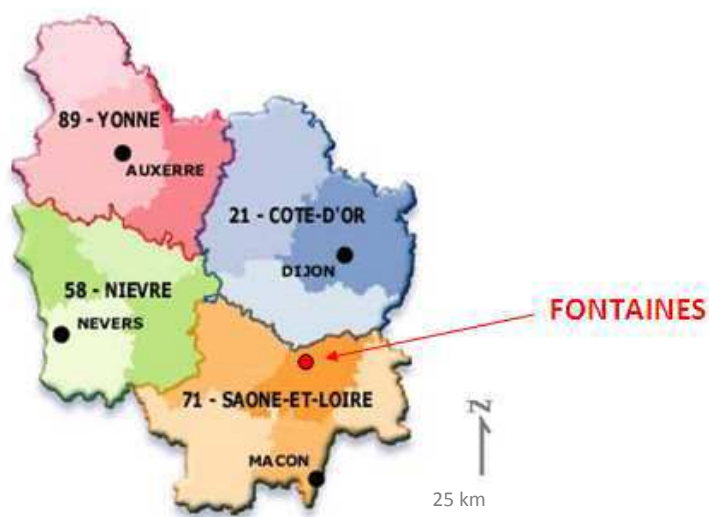 89 - YONNE
AUXERRE
21 - COTE-D'OR
DIJON
58 - NIEVRE
NEVERS
FONTAINES
71 - SAONE-ET-LOIRE
MACON
N
25 km